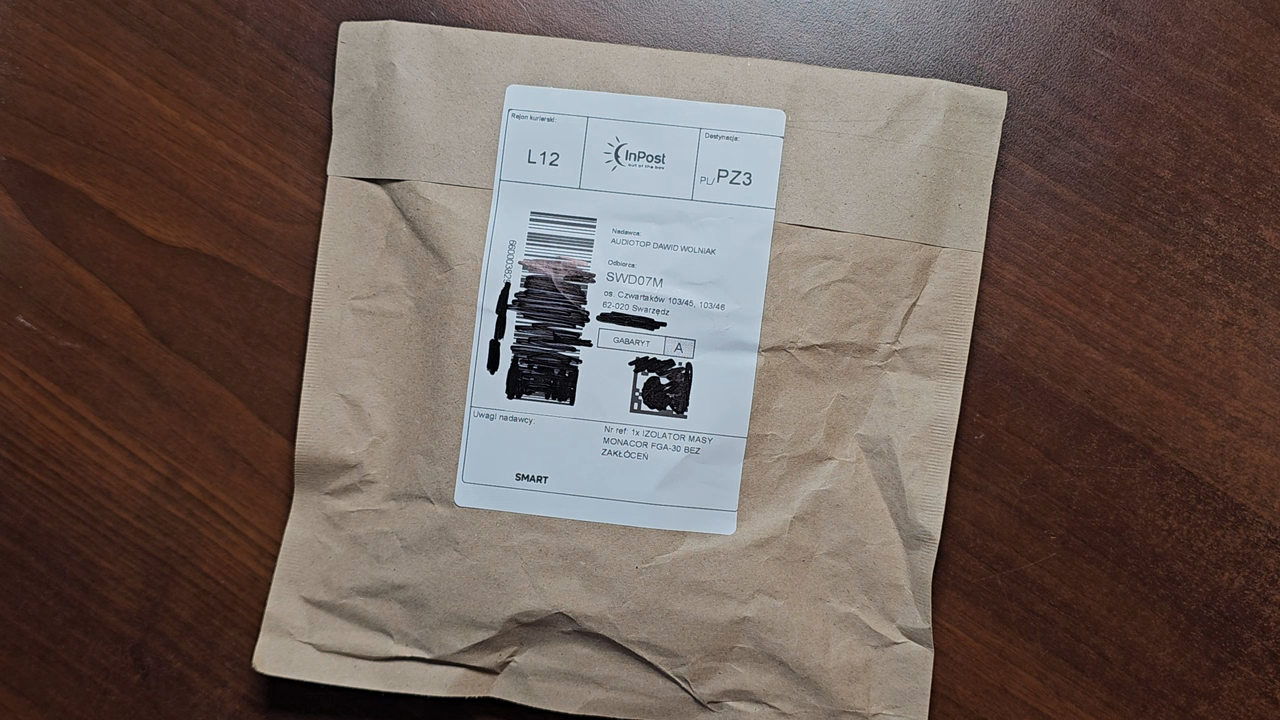 Rejon kurierski:
L12
InPost
out of the box
Destynacja:
PL/PZ3
Nadawca:
AUDIOTOP DAWID WOLNIAK
Odbiorca:
SWD07M
os. Czwartaków 103/45, 103/46
62-020 Swarzędz
GABARYT A
Uwagi nadawcy:
Nr ref: 1x IZOLATOR MASY
MONACOR FGA-30 BEZ
ZAKŁÓCEŃ
SMART